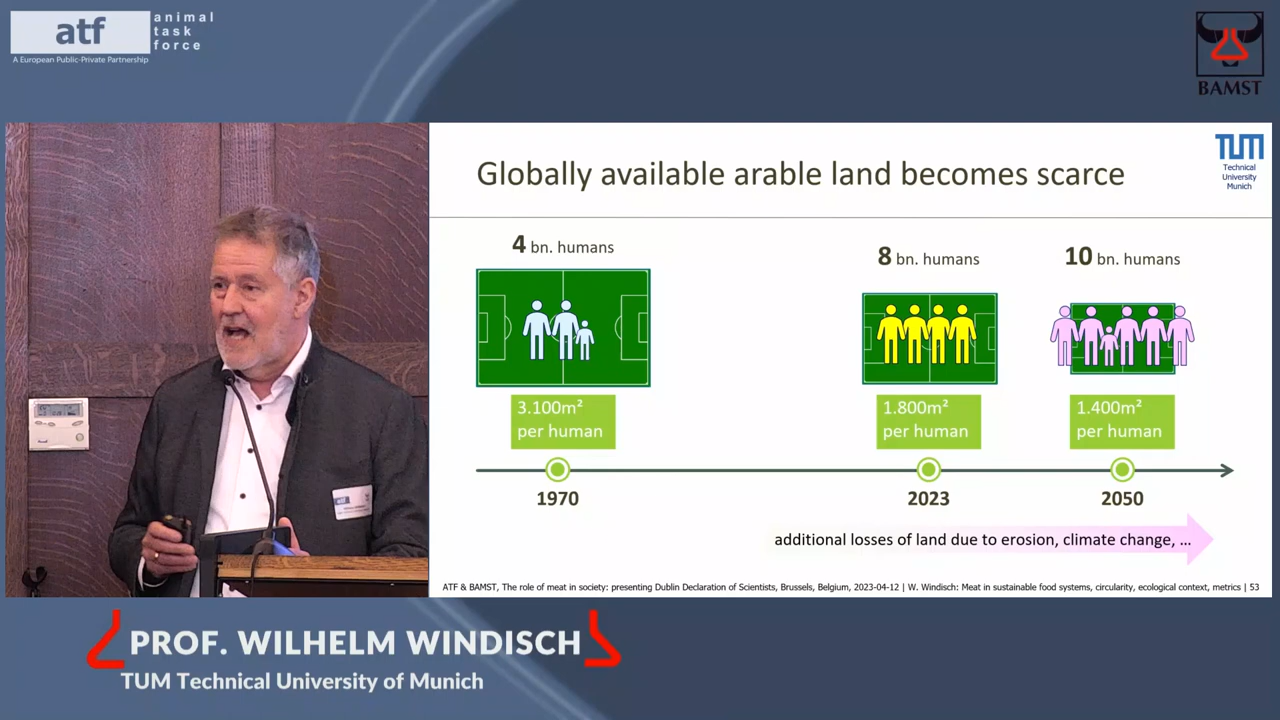 atf
animal
task
force
A European Public-Private Partnership
BAMST
Globally available arable land becomes scarce
TUM
Technical
University
Munich
4 bn. humans
8 bn. humans
10 bn. humans
3.100m²
per human
1.800m²
per human
1.400m²
per human
1970
2023
2050
additional losses of land due to erosion, climate change, ...
ATF & BAMST, The role of meat in society: presenting Dublin Declaration of Scientists, Brussels, Belgium, 2023-04-12 | W. Windisch: Meat in sustainable food systems, circularity, ecological context, metrics | 53
atf
PROF. WILHELM WINDISCH
TUM Technical University of Munich